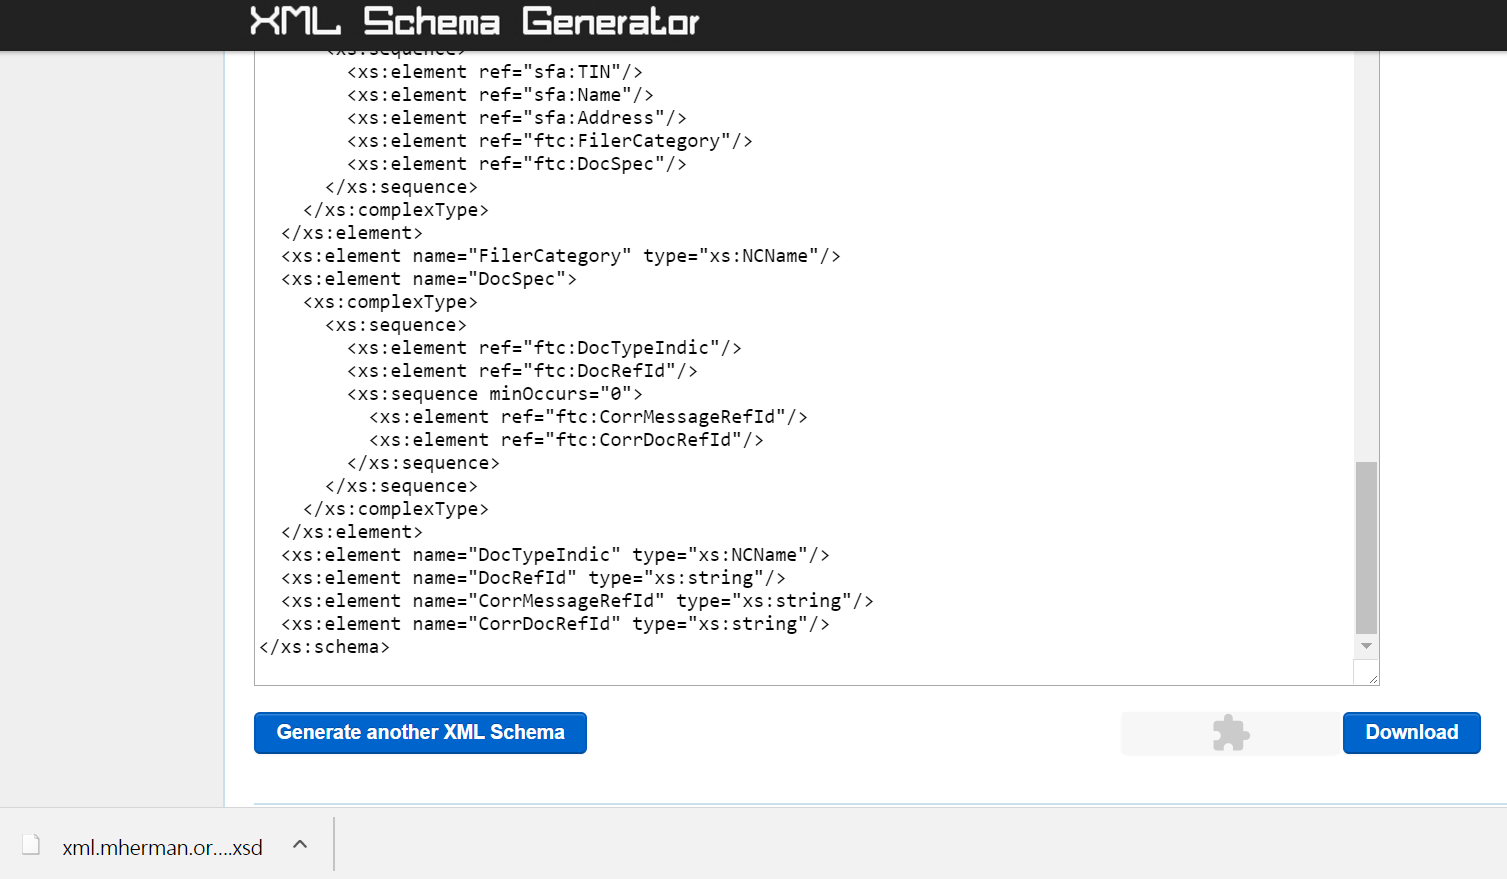 XML Schema Generator
<xs:sequence>
<xs:element ref="sfa:TIN"/>
<xs:element ref="sfa:Name"/>
<xs:element ref="sfa:Address"/>
<xs:element ref="ftc:FilerCategory"/>
<xs:element ref="ftc:DocSpec"/>
</xs:sequence>
</xs:complexType>
</xs:element>
<xs:element name="FilerCategory" type="xs:NCName"/>
<xs:element name="DocSpec">
<xs:complexType>
<xs:sequence>
<xs:element ref="ftc:DocTypeIndic"/>
<xs:element ref="ftc:DocRefId"/>
<xs:sequence minOccurs="0">
<xs:element ref="ftc:CorrMessageRefId"/>
<xs:element ref="ftc:CorrDocRefId"/>
</xs:sequence>
</xs:sequence>
</xs:complexType>
</xs:element>
<xs:element name="DocTypeIndic" type="xs:NCName"/>
<xs:element name="DocRefId" type="xs:string"/>
<xs:element name="CorrMessageRefId" type="xs:string"/>
<xs:element name="CorrDocRefId" type="xs:string"/>
</xs:schema>
Generate another XML Schema
Download
xml.mherman.or....xsd